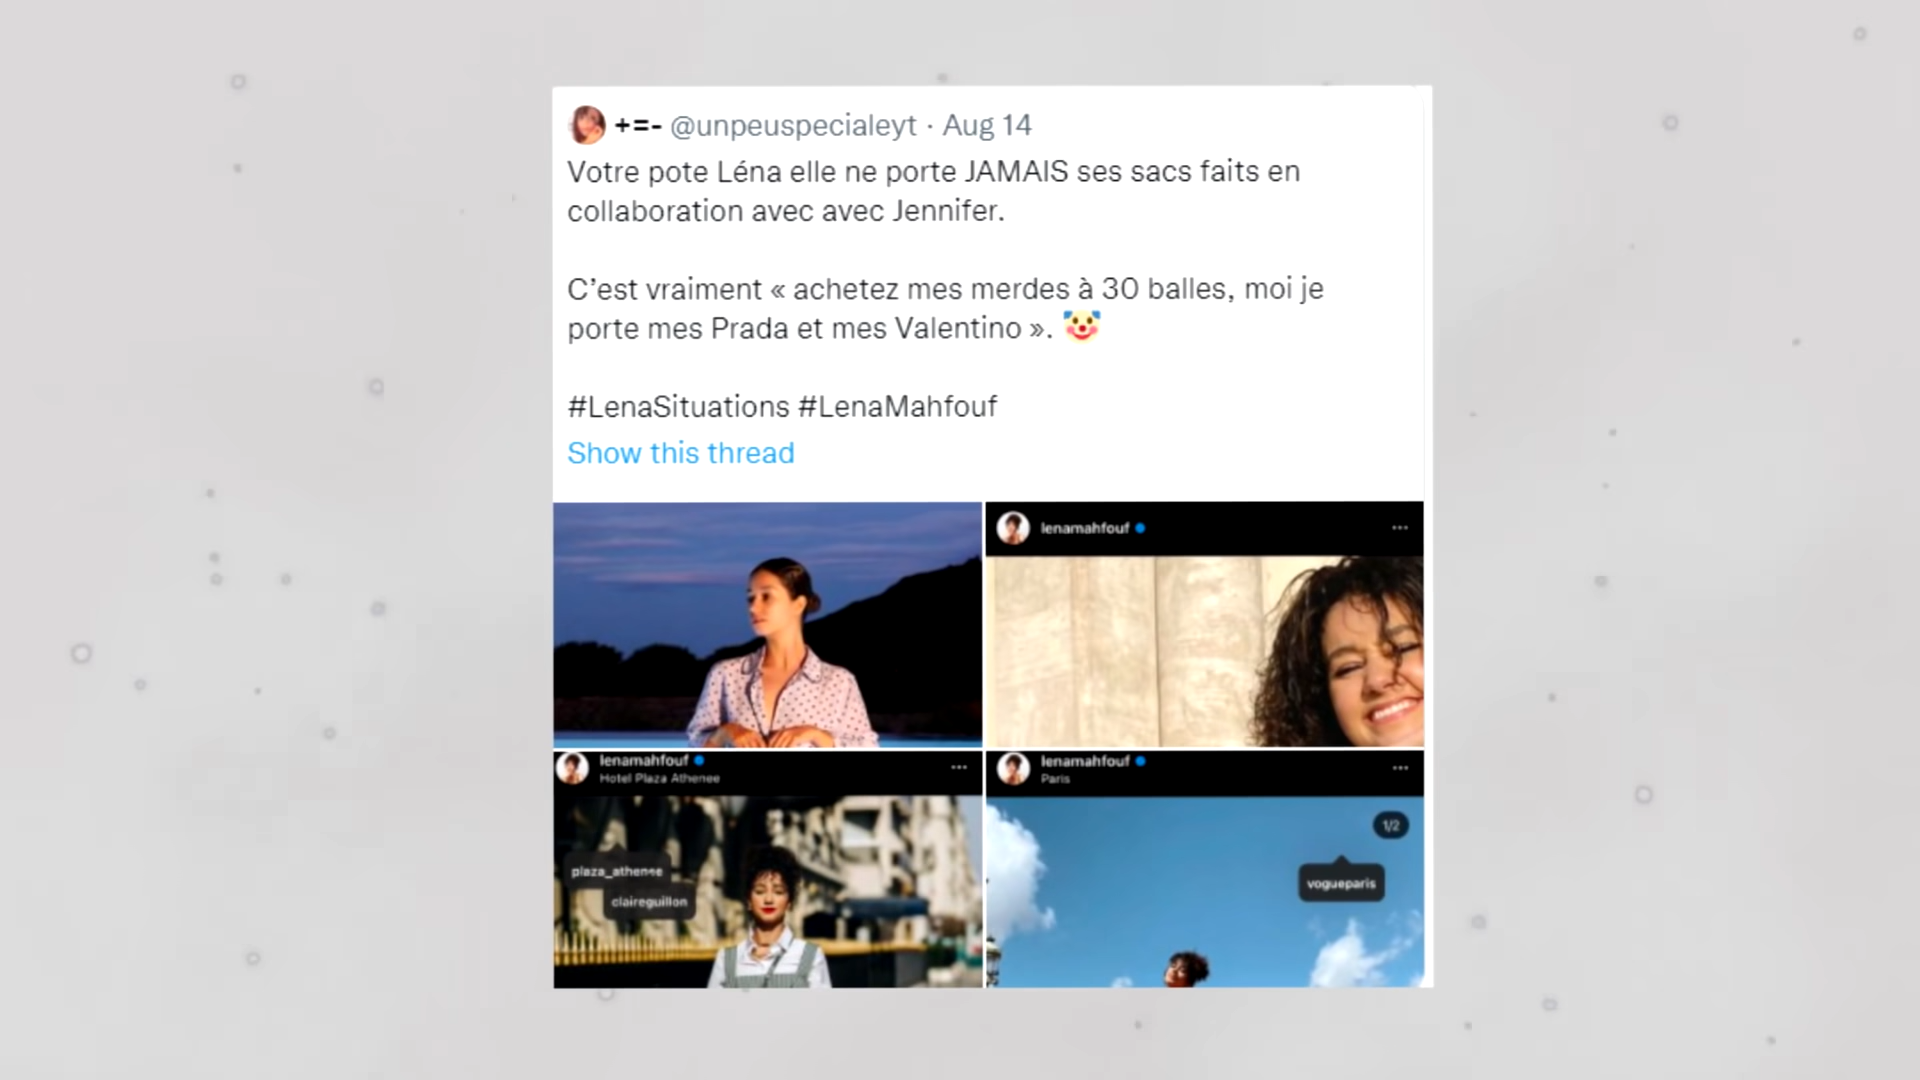 +=- @unpeuspecialeyt · Aug 14
Votre pote Léna elle ne porte JAMAIS ses sacs faits en
collaboration avec avec Jennifer.
C’est vraiment « achetez mes merdes à 30 balles, moi je
porte mes Prada et mes Valentino ». 🤡
#LenaSituations #LenaMahfouf
Show this thread
lenamahfouf
lenamahfouf
Hotel Plaza Athenee
plaza_athenee
claireguillon
lenamahfouf
Paris
1/2
vogueparis